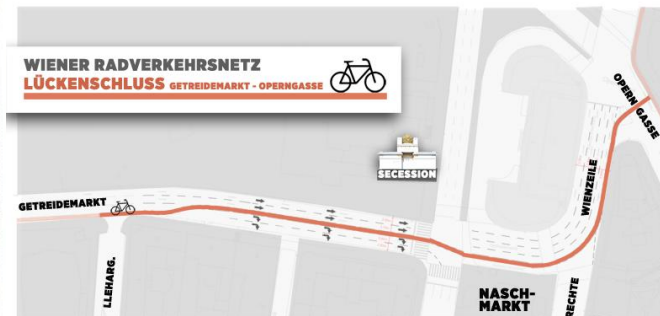 WIENER RADVERKEHRSNETZ
LÜCKENSCHLUSS GETREIDEMARKT - OPERNGASSE
OPERN GASSE
SECESSION
WIENZEILE
GETREIDEMARKT
LLEHARG.
NASCH-
MARKT
RECHTE